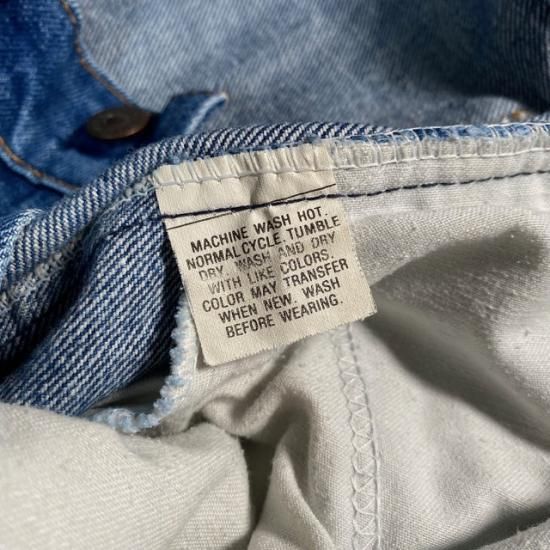 MACHINE WASH HOT.
NORMAL CYCLE. TUMBLE
DRY. WASH AND DRY
WITH LIKE COLORS.
COLOR MAY TRANSFER
WHEN NEW. WASH
BEFORE WEARING.